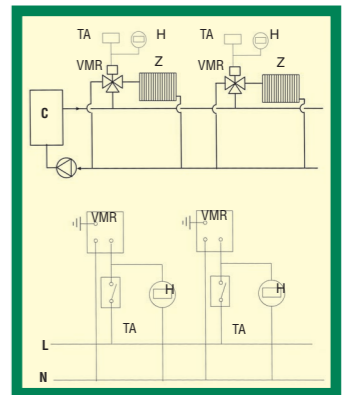 TA H TA H
VMR Z VMR Z
C
VMR VMR
H H
TA TA
L
N